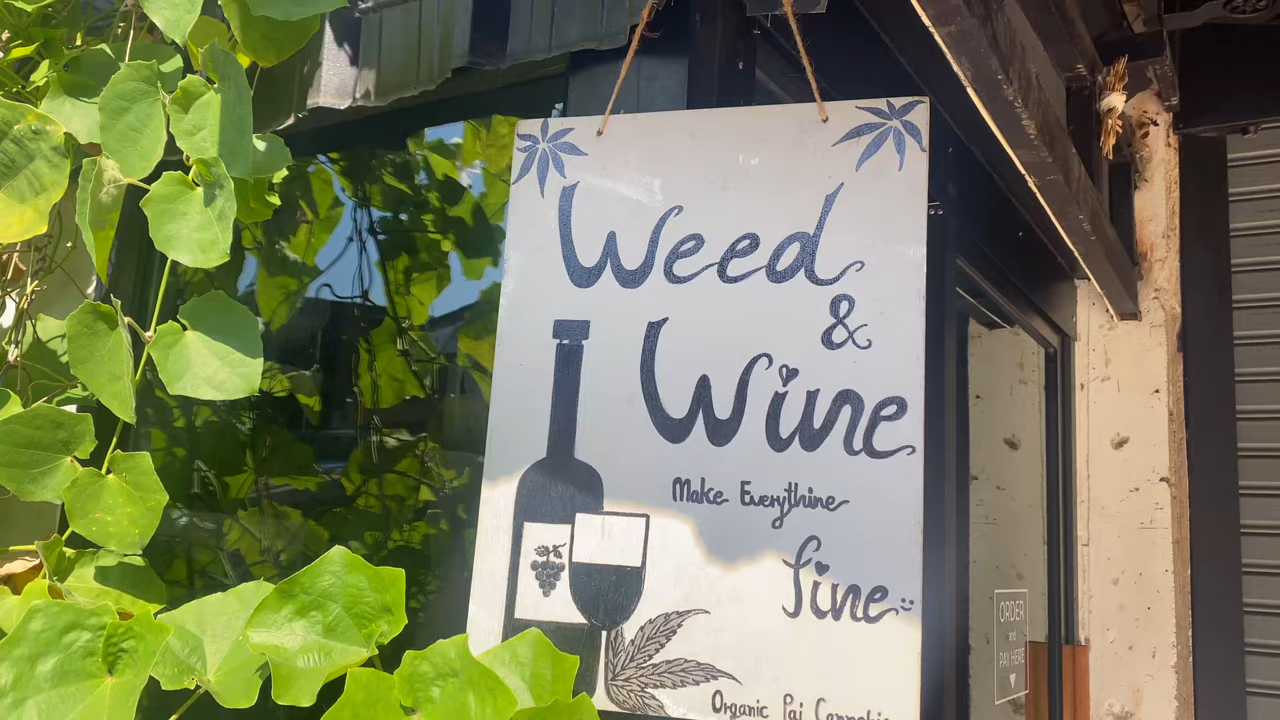 Weed
&
Wine
Make Everythine
fine
Organic Pai
ORDER
and
PAY HERE